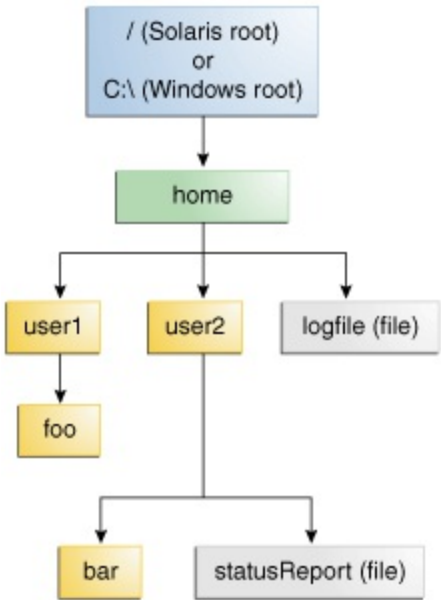 / (Solaris root)
or
C:\ (Windows root)
home
user1
user2
logfile (file)
foo
bar
statusReport (file)